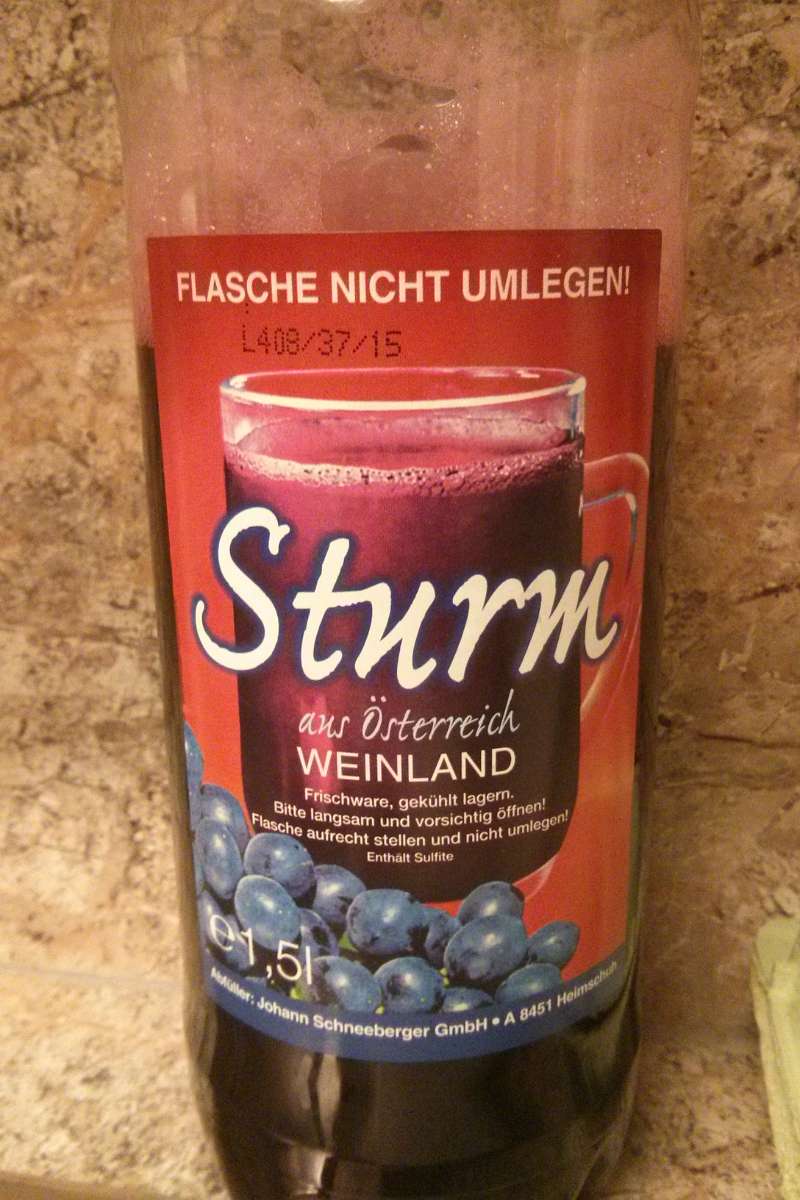 FLASCHE NICHT UMLEGEN!
L408/37/15
Sturm
aus Österreich
WEINLAND
Frischware, gekühlt lagern.
Bitte langsam und vorsichtig öffnen!
Flasche aufrecht stellen und nicht umlegen!
Enthält Sulfite
e1,5l
Abfüller: Johann Schneeberger GmbH • A 8451 Heimschuh